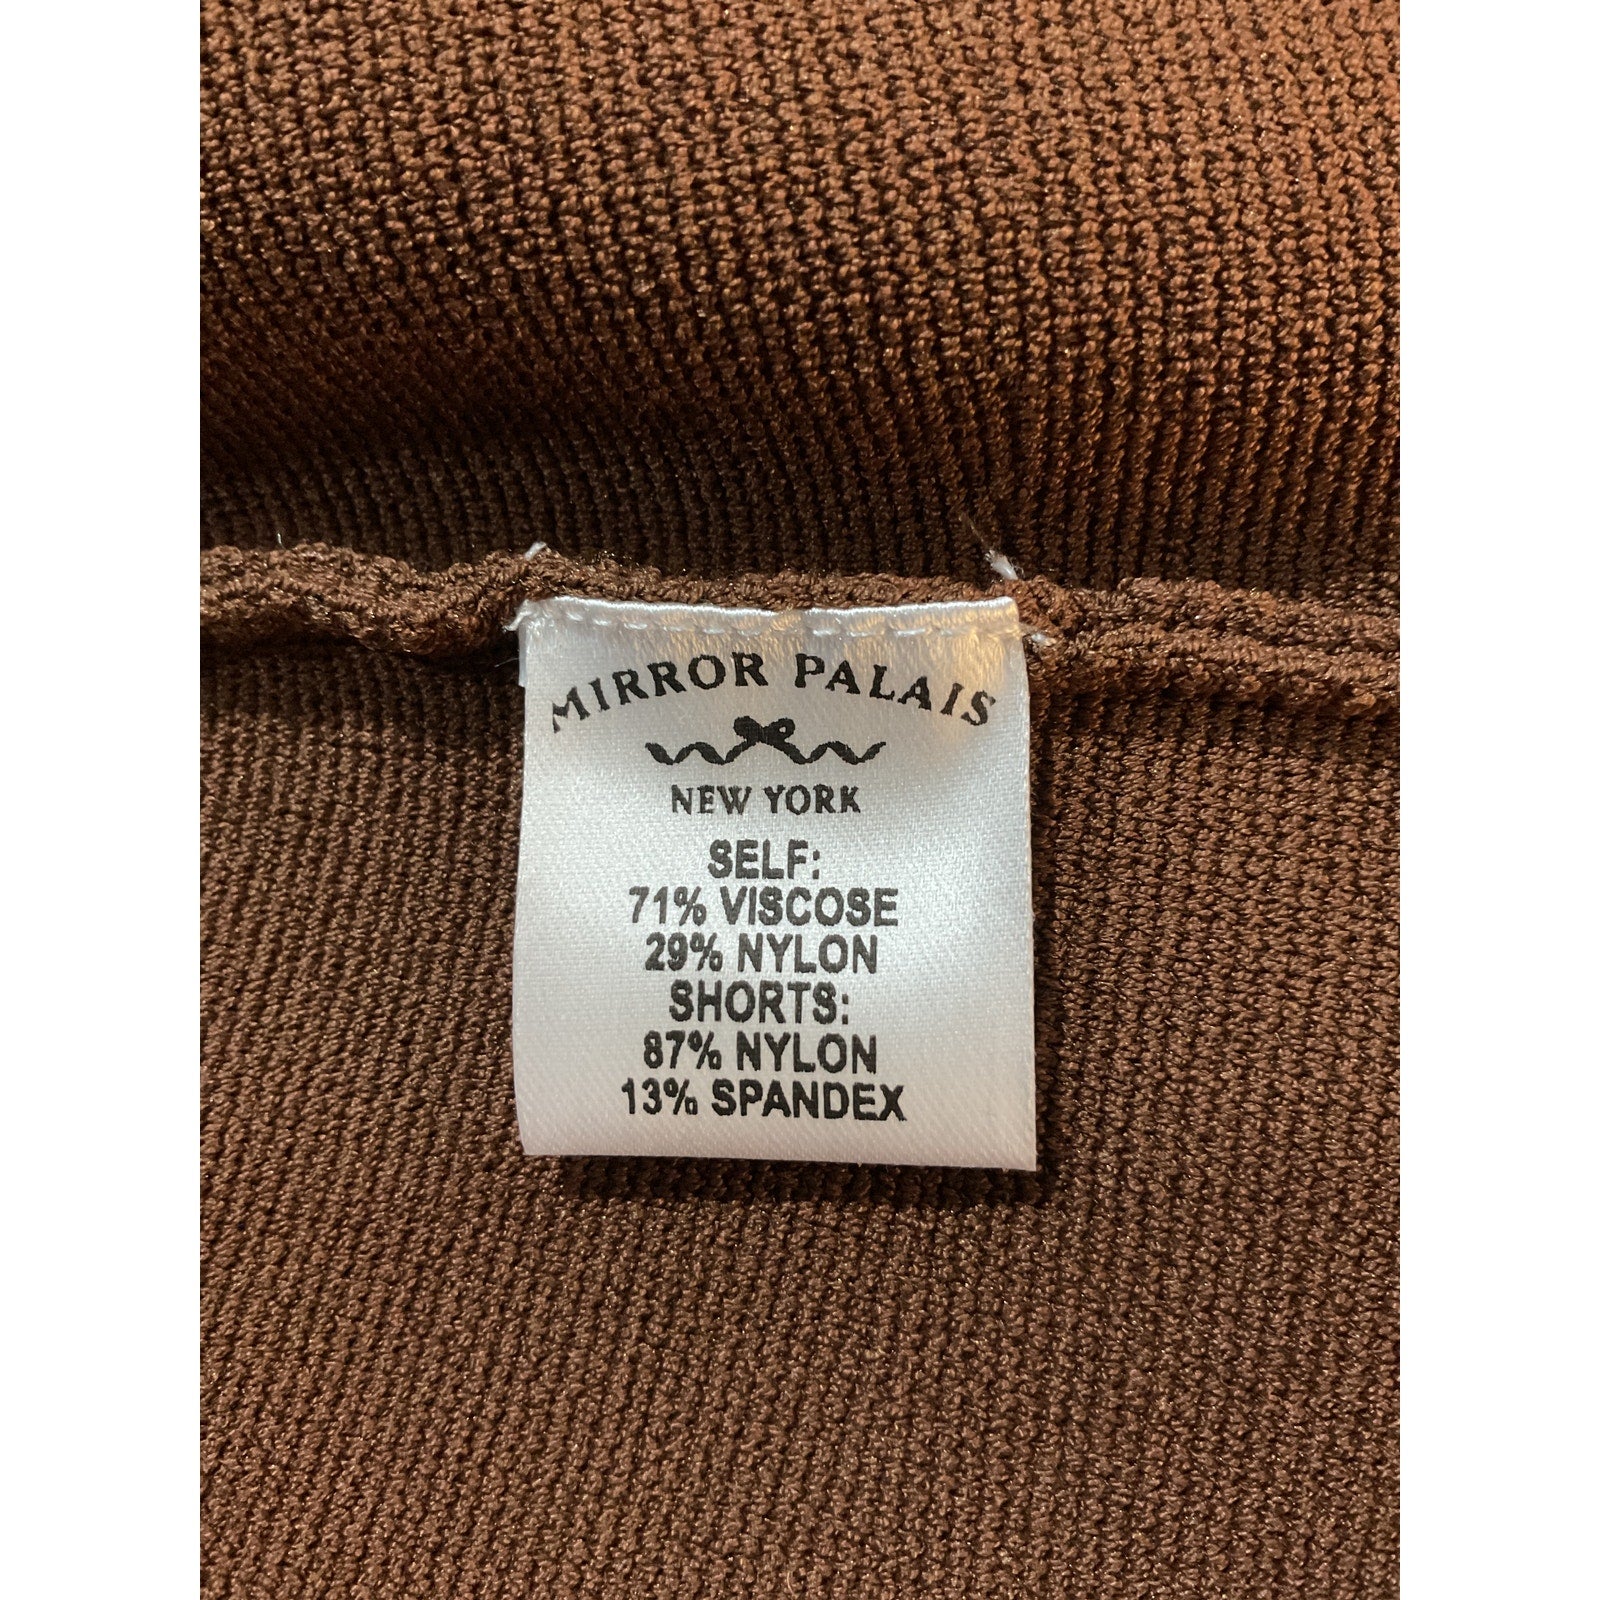 MIRROR PALAIS
NEW YORK
SELF:
71% VISCOSE
29% NYLON
SHORTS:
87% NYLON
13% SPANDEX